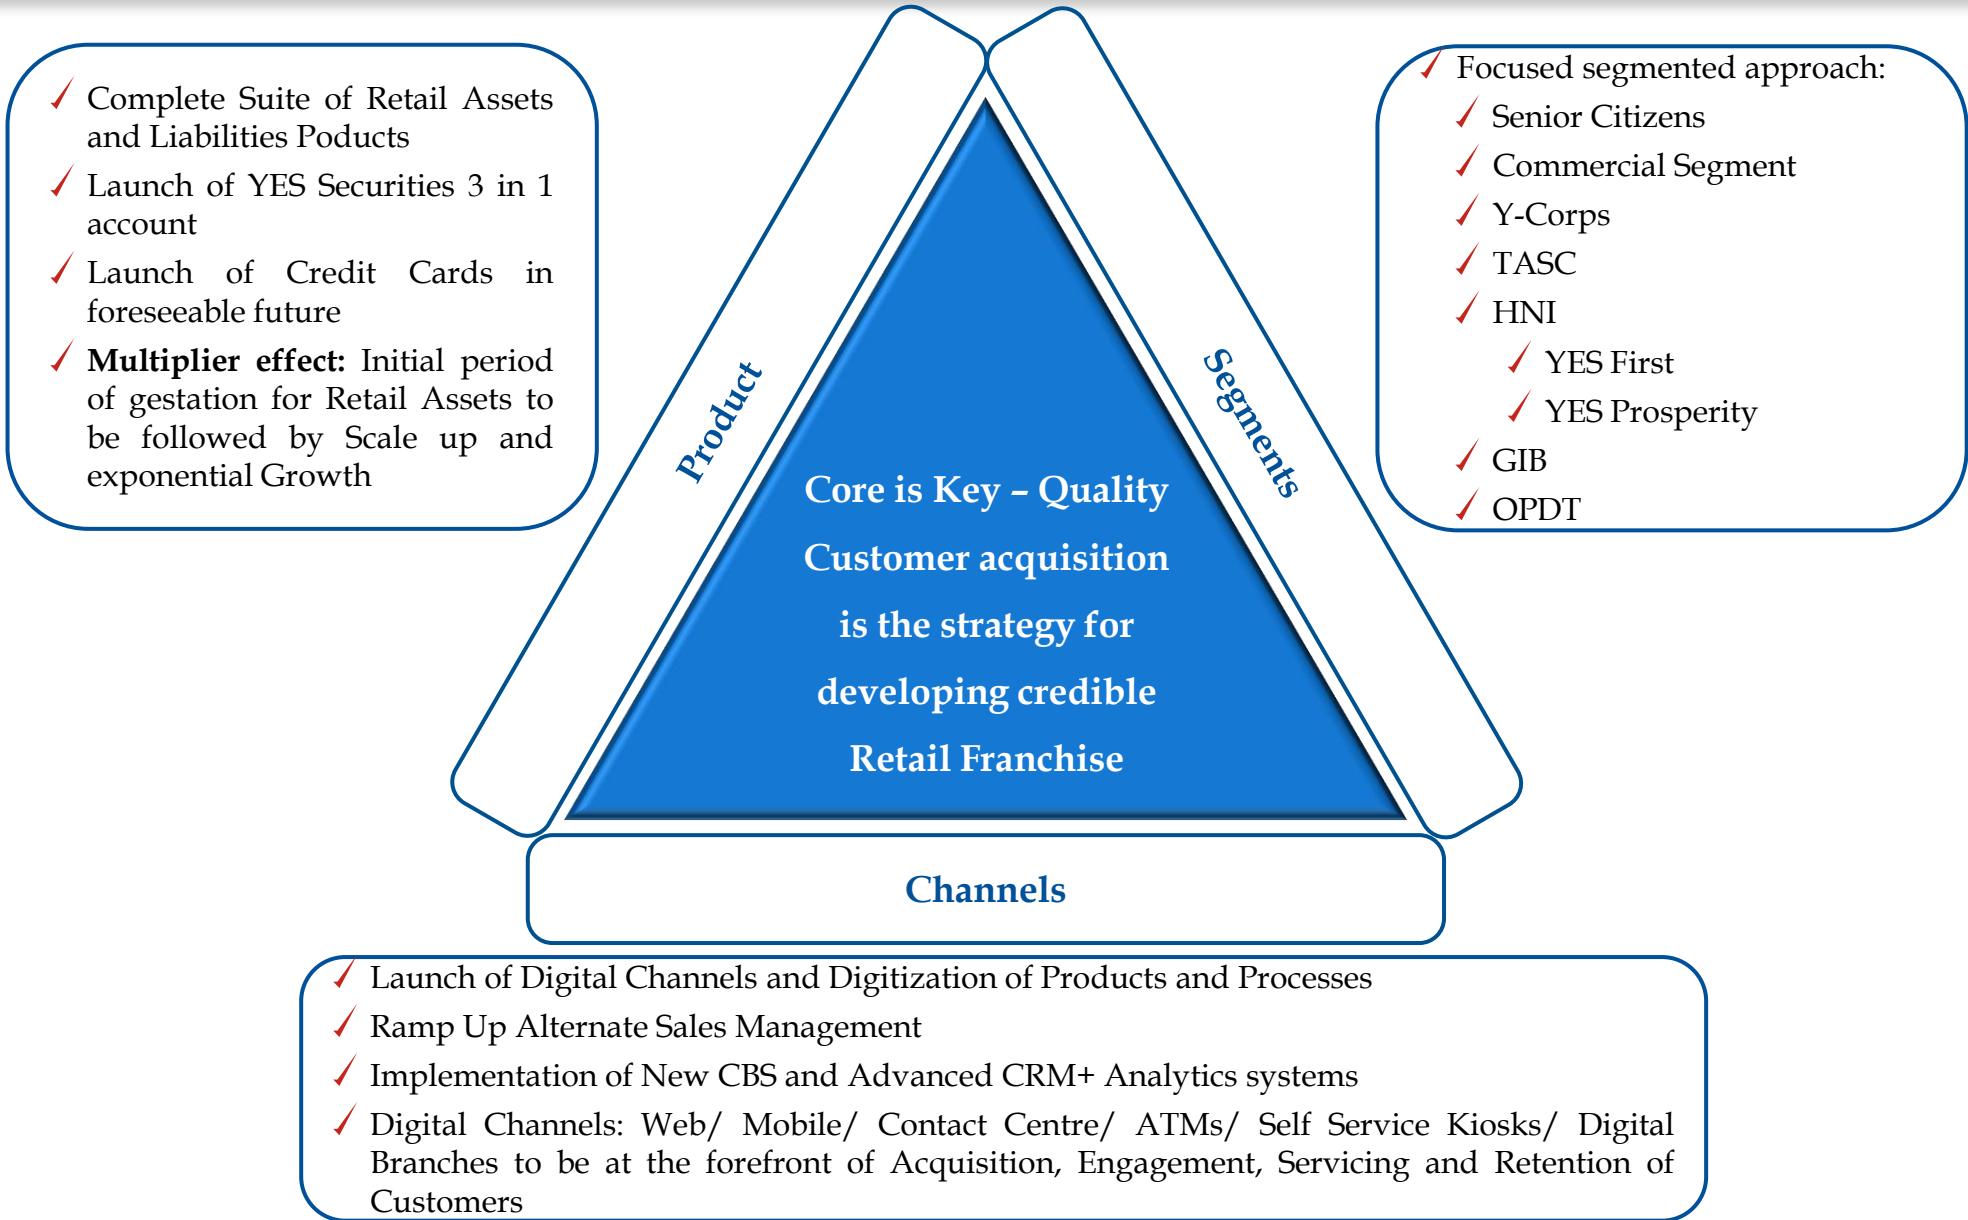 Complete Suite of Retail Assets
and Liabilities Poducts
Launch of YES Securities 3 in 1
account
Launch of Credit Cards in
foreseeable future
Multiplier effect: Initial period
of gestation for Retail Assets to
be followed by Scale up and
exponential Growth
Product
Core is Key – Quality
Customer acquisition
is the strategy for
developing credible
Retail Franchise
Segments
Focused segmented approach:
Senior Citizens
Commercial Segment
Y-Corps
TASC
HNI
YES First
YES Prosperity
GIB
OPDT
Channels
Launch of Digital Channels and Digitization of Products and Processes
Ramp Up Alternate Sales Management
Implementation of New CBS and Advanced CRM+ Analytics systems
Digital Channels: Web/ Mobile/ Contact Centre/ ATMs/ Self Service Kiosks/ Digital
Branches to be at the forefront of Acquisition, Engagement, Servicing and Retention of
Customers